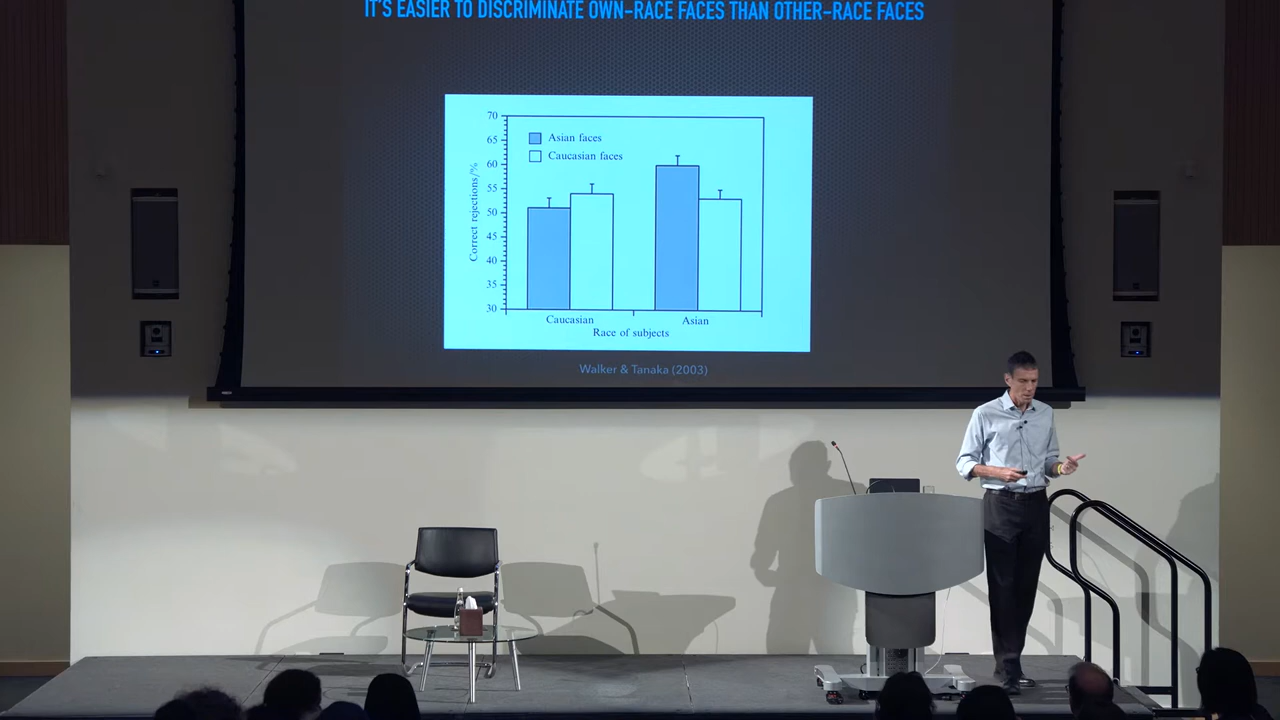 IT'S EASIER TO DISCRIMINATE OWN-RACE FACES THAN OTHER-RACE FACES
70
65
60
55
50
45
40
35
30
Correct rejections/%
Asian faces
Caucasian faces
Caucasian
Asian
Race of subjects
Walker & Tanaka (2003)